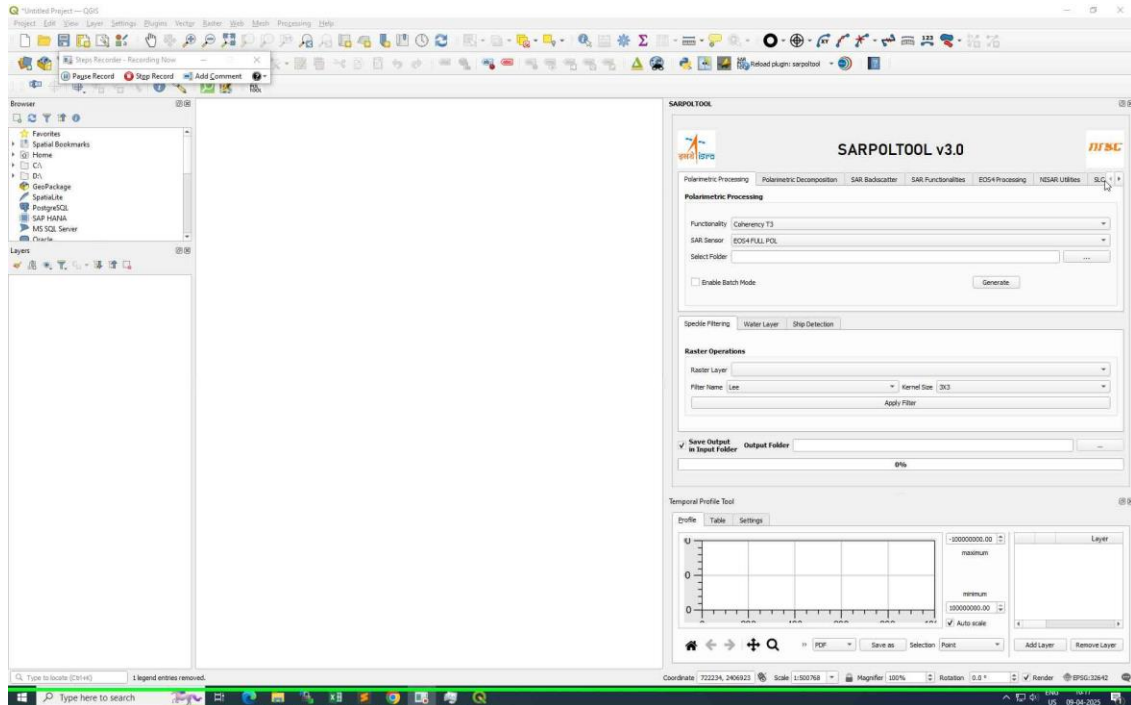 *Untitled Project — QGIS
Project Edit View Layer Settings Plugins Vector Raster Web Mesh Processing Help
Steps Recorder - Recording Now
Pause Record Stop Record Add Comment
Reload plugin: sarpoltool
Browser
Favorites
Spatial Bookmarks
Home
C:\
D:\
GeoPackage
SpatiaLite
PostgreSQL
SAP HANA
MS SQL Server
Oracle
Layers
SARPOLTOOL
इसरो isro
SARPOLTOOL v3.0
nrsc
Polarimetric Processing Polarimetric Decomposition SAR Backscatter SAR Functionalities EOS4 Processing NISAR Utilities SLC
Polarimetric Processing
Functionality Coherency T3
SAR Sensor EOS4 FULL POL
Select Folder ...
Enable Batch Mode Generate
Speckle Filtering Water Layer Ship Detection
Raster Operations
Raster Layer
Filter Name Lee Kernel Size 3X3
Apply Filter
Save Output in Input Folder Output Folder ...
0%
Temporal Profile Tool
Profile Table Settings
-100000000.00
maximum
minimum
100000000.00
Auto scale
Layer
0
0
PDF Save as Selection Point Add Layer Remove Layer
Type to locate (Ctrl+K) 1 legend entries removed.
Coordinate 722234, 2406923 Scale 1:500768 Magnifier 100% Rotation 0.0 ° Render EPSG:32642
Type here to search
ENG
US 09-04-2025